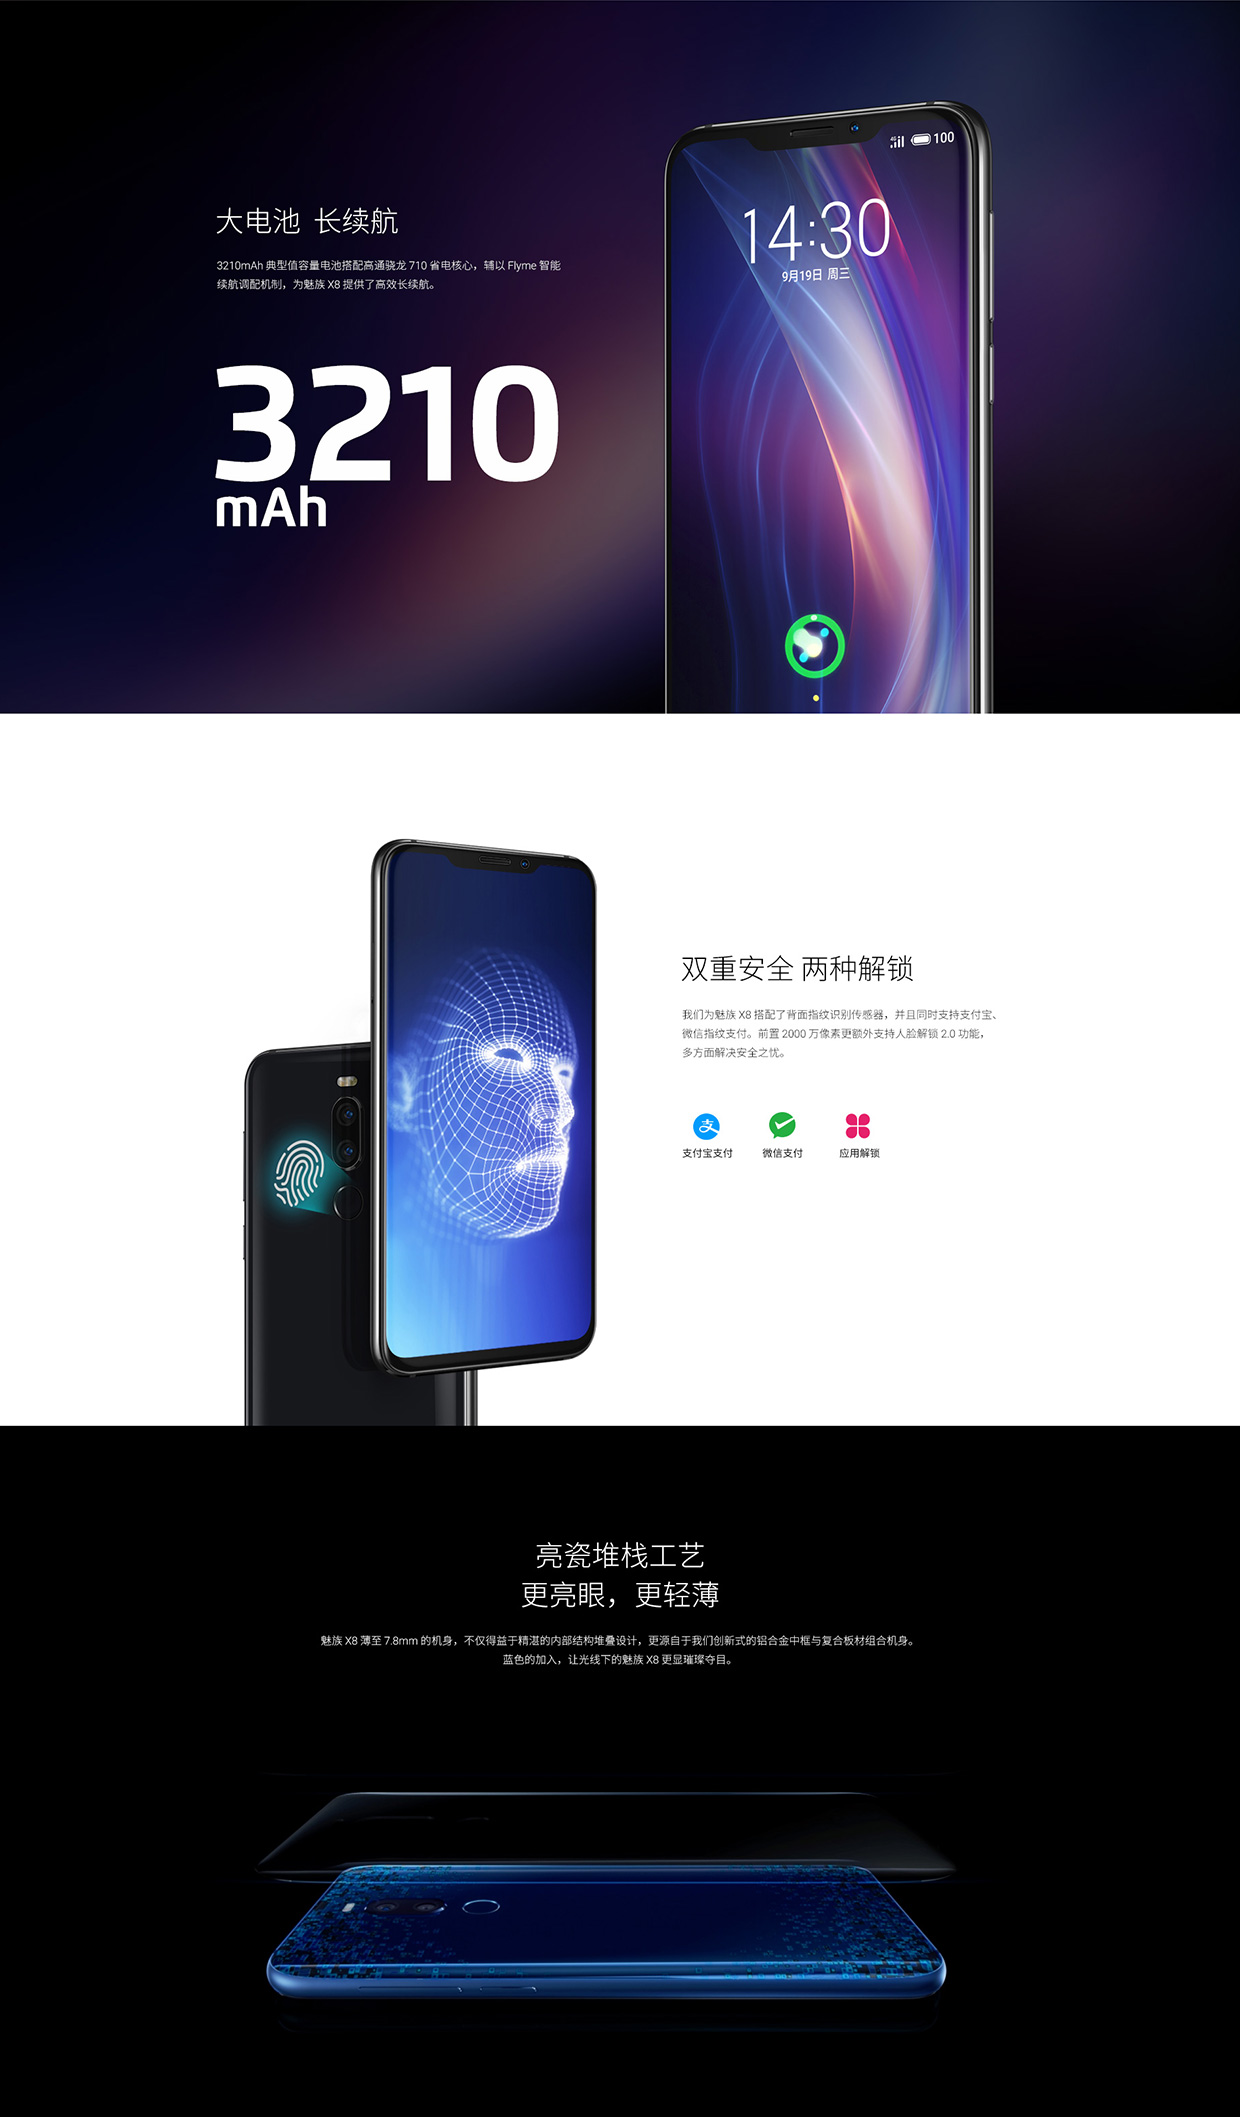 大电池 长续航
3210mAh 典型值容量电池搭配高通骁龙 710 省电核心，辅以 Flyme 智能
续航调配机制，为魅族 X8 提供了高效长续航。
3210
mAh
4G 100
14:30
9月19日 周三
双重安全 两种解锁
我们为魅族 X8 搭配了背面指纹识别传感器，并且同时支持支付宝、
微信指纹支付。前置 2000 万像素更额外支持人脸解锁 2.0 功能，
多方面解决安全之忧。
支
支付宝支付 微信支付 应用解锁
亮瓷堆栈工艺
更亮眼，更轻薄
魅族 X8 薄至 7.8mm 的机身，不仅得益于精湛的内部结构堆叠设计，更源自于我们创新式的铝合金中框与复合板材组合机身。
蓝色的加入，让光线下的魅族 X8 更显璀璨夺目。